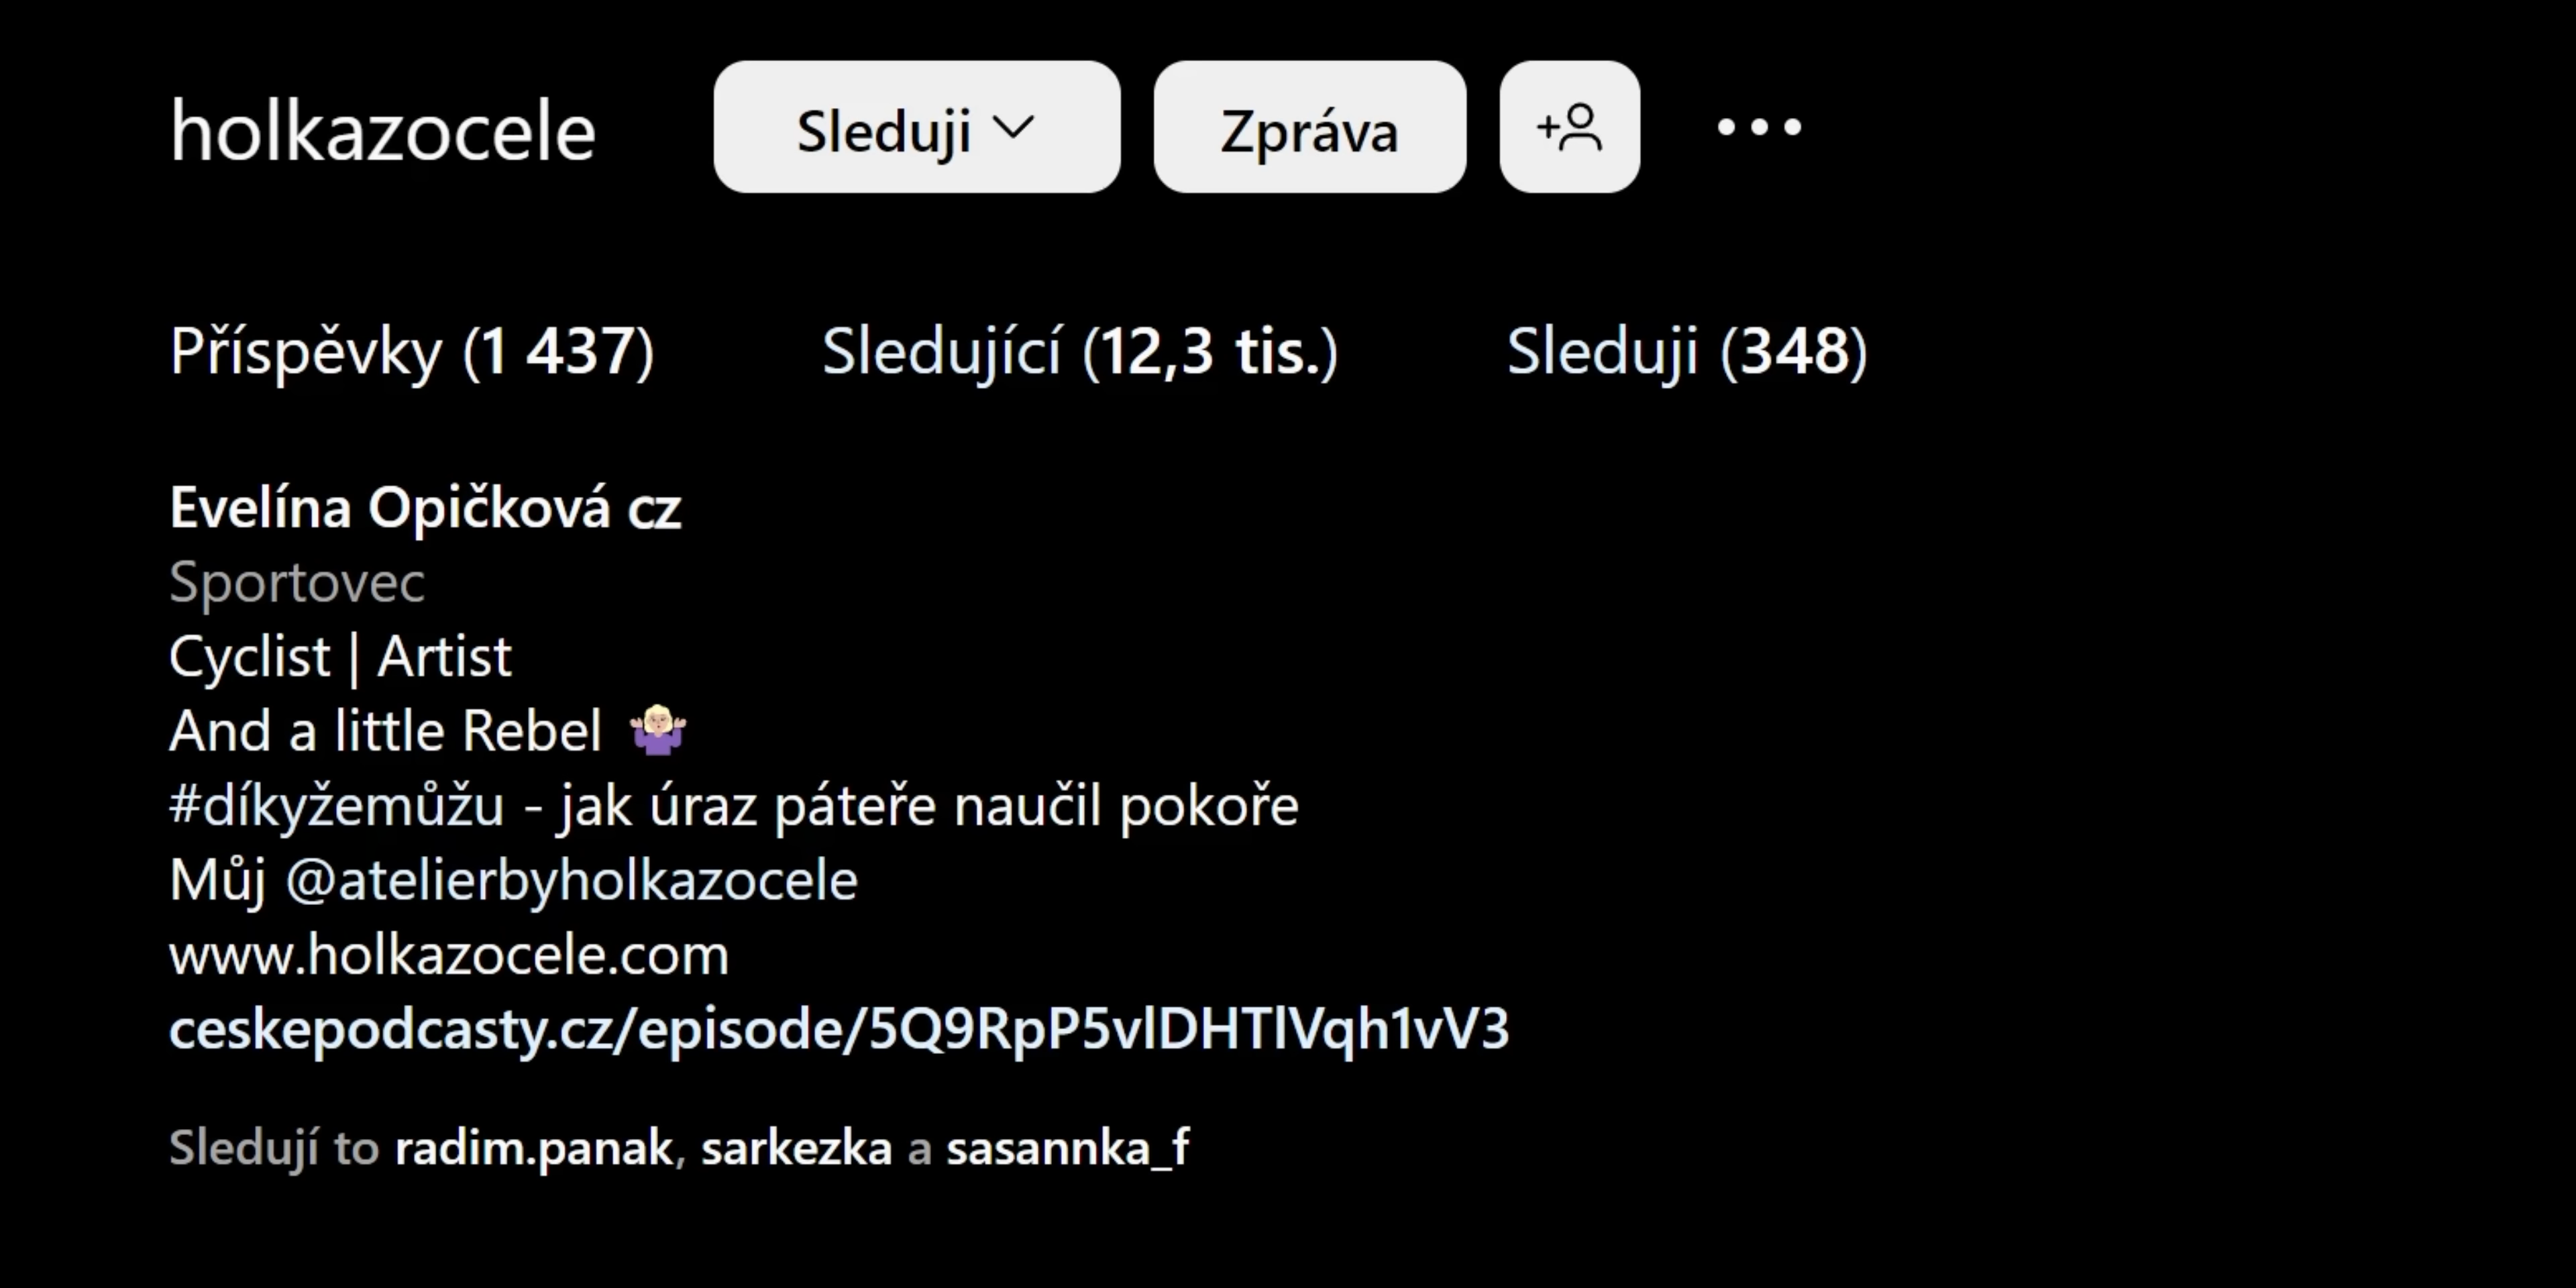 holkazocele Sleduji Zpráva
Příspěvky (1 437) Sledující (12,3 tis.) Sleduji (348)
Evelína Opičková cz
Sportovec
Cyclist | Artist
And a little Rebel 🤷🏼‍♀️
#díkyžemůžu - jak úraz páteře naučil pokoře
Můj @atelierbyholkazocele
www.holkazocele.com
ceskepodcasty.cz/episode/5Q9RpP5vlDHTlVqh1vV3
Sledují to radim.panak, sarkezka a sasannka_f